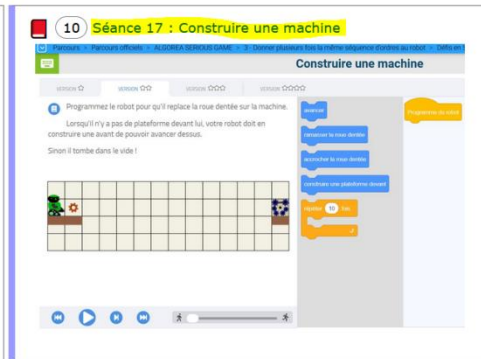 10 Séance 17 : Construire une machine
Parcours > Parcours officiels > ALGOREA SERIOUS GAME > 3 - Donner plusieurs fois la même séquence d'ordres au robot > Défis en
Construire une machine
VERSION ☆ VERSION ☆☆ VERSION ☆☆☆ VERSION ☆☆☆☆
Programmez le robot pour qu'il replace la roue dentée sur la machine.
Lorsqu'il n'y a pas de plateforme devant lui, votre robot doit en
construire une avant de pouvoir avancer dessus.
Sinon il tombe dans le vide !
avancer
ramasser la roue dentée
accrocher la roue dentée
construire une plateforme devant
répéter 10 fois
Programme du robot